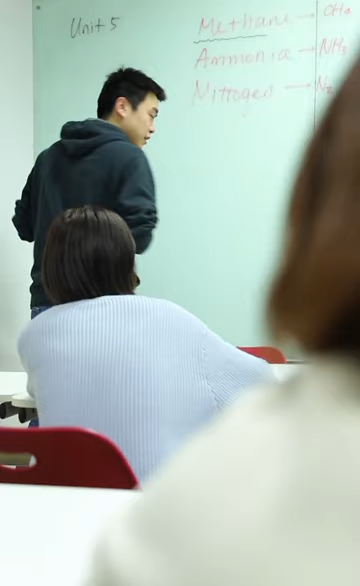 Unit 5
Methane → CH₄
Ammonia → NH₃
Nitrogen → N₂